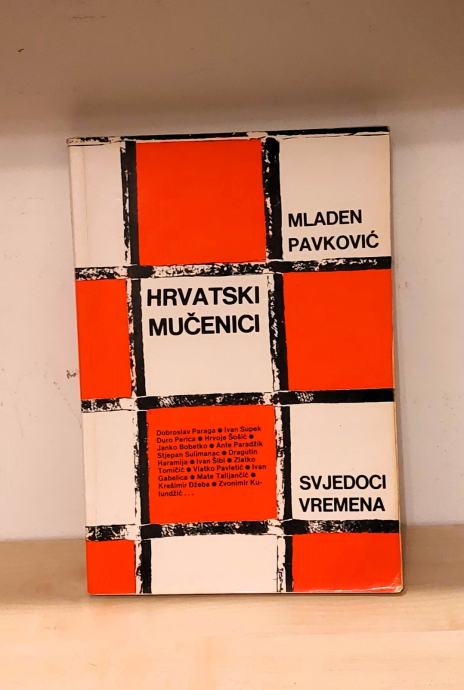 MLADEN
PAVKOVIĆ
HRVATSKI
MUČENICI
Dobroslav Paraga ● Ivan Supek
Đuro Perica ● Hrvoje Šošić ●
Janko Bobetko ● Ante Paradžik
Stjepan Sulimanac ● Dragutin
Haramija ● Ivan Šibl ● Zlatko
Tomičić ● Vlatko Pavletić ● Ivan
Gabelica ● Mate Talijančić ●
Krešimir Džeba ● Zvonimir Ku-
lundžić . . .
SVJEDOCI
VREMENA